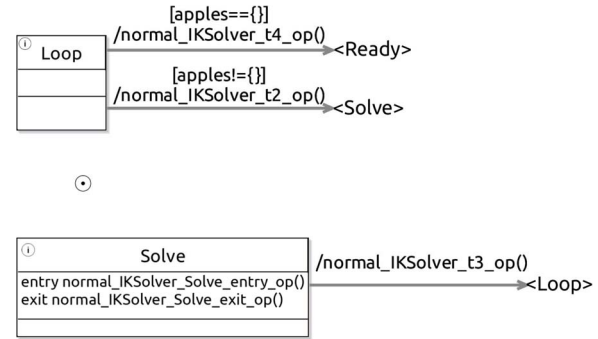 [apples=={}]
/normal_IKSolver_t4_op()
i
Loop
<Ready>
[apples!={}]
/normal_IKSolver_t2_op()
<Solve>
i
Solve
/normal_IKSolver_t3_op()
entry normal_IKSolver_Solve_entry_op()
<Loop>
exit normal_IKSolver_Solve_exit_op()